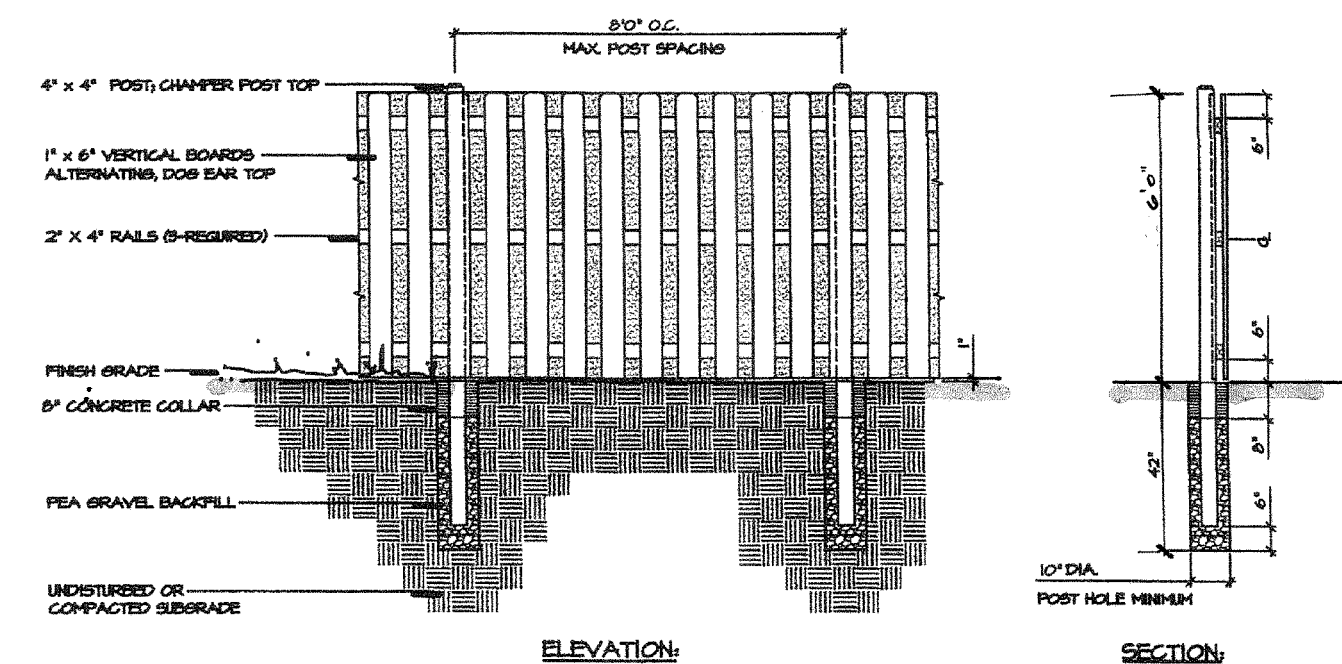 8'0" O.C.
MAX. POST SPACING
4" x 4" POST; CHAMFER POST TOP
1" x 6" VERTICAL BOARDS
ALTERNATING, DOG EAR TOP
2" X 4" RAILS (3-REQUIRED)
FINISH GRADE
8" CONCRETE COLLAR
PEA GRAVEL BACKFILL
UNDISTURBED OR
COMPACTED SUBGRADE
1"
ELEVATION:
6'0"
42"
6"
6"
8"
6"
10" DIA.
POST HOLE MINIMUM
SECTION: